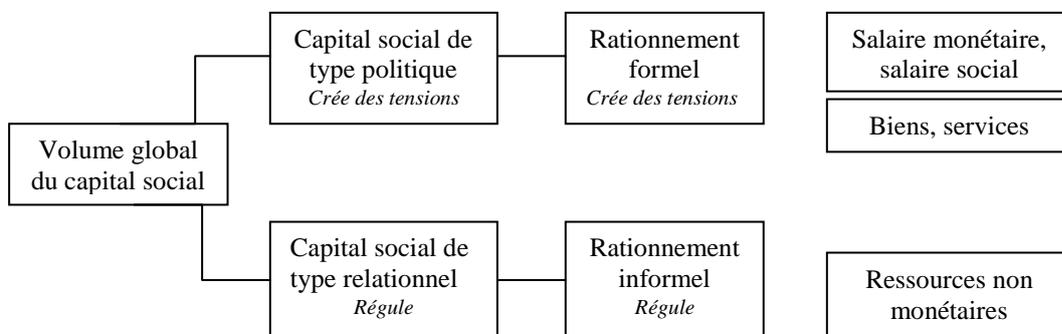 Capital social de
type politique
Crée des tensions
Rationnement
formel
Crée des tensions
Salaire monétaire,
salaire social
Biens, services
Volume global
du capital social
Capital social de
type relationnel
Régule
Rationnement
informel
Régule
Ressources non
monétaires